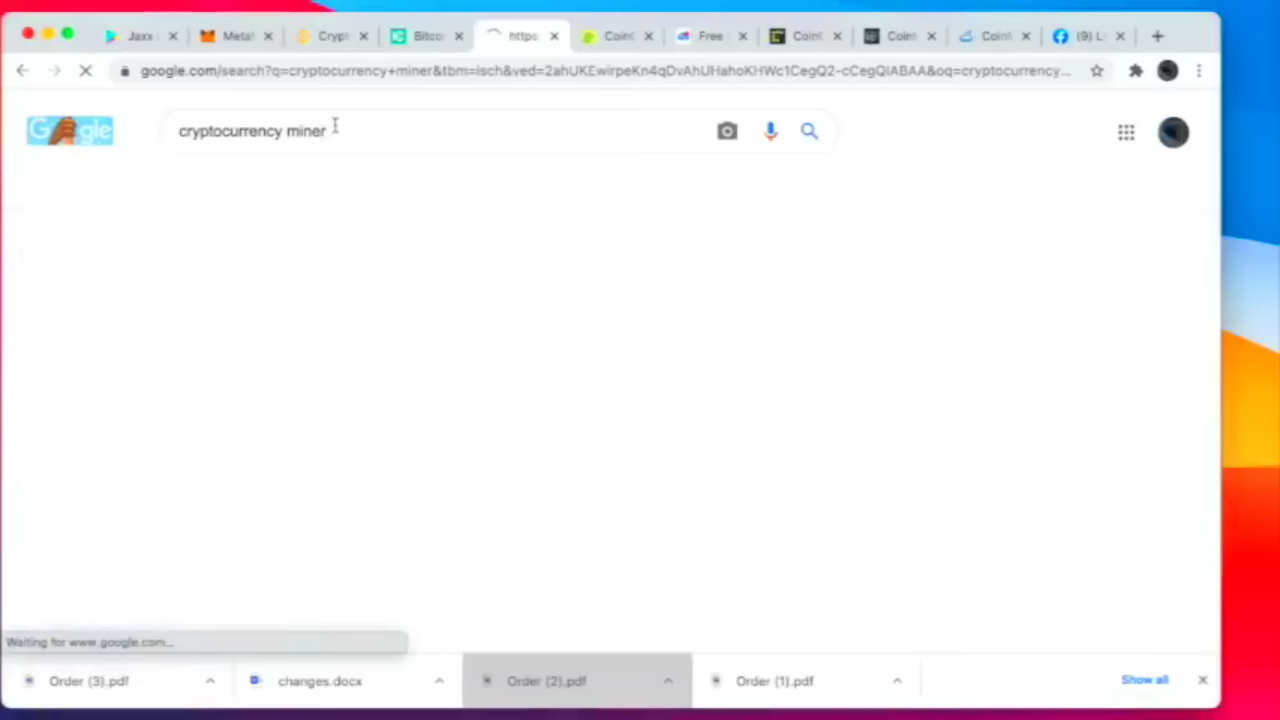 Jaxx
Meta
Crypt
Bitco
https
Coin
Free
Coin
Coin
Coin
(9) L
google.com/search?q=cryptocurrency+miner&tbm=isch&ved=2ahUKEwirpeKn4qDvAhUHahoKHWc1CegQ2-cCegQIABAA&oq=cryptocurrency...
Google
cryptocurrency miner
Waiting for www.google.com...
Order (3).pdf
changes.docx
Order (2).pdf
Order (1).pdf
Show all